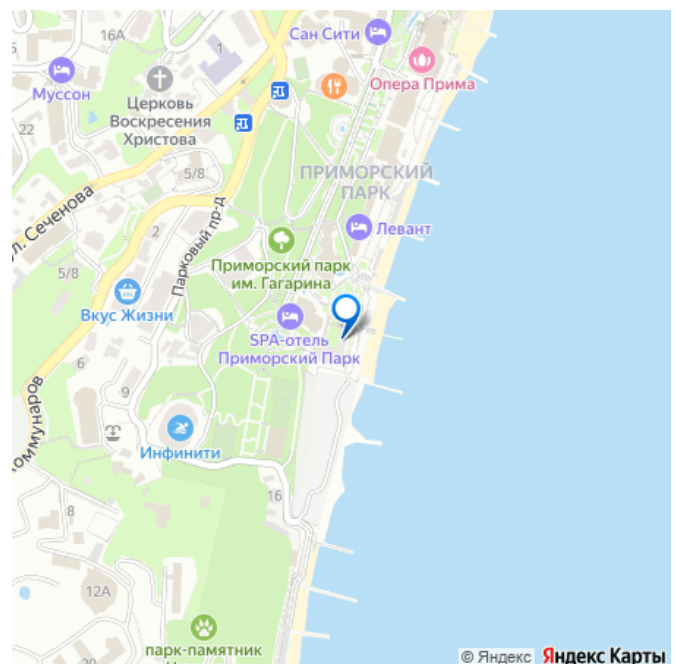 16А
1
Сан Сити
Муссон
Опера Прима
Церковь
Воскресения
Христова
22
5/8
ПРИМОРСКИЙ
ПАРК
л. Сеченова
Парковый пр-д
2
Левант
5/8
Приморский парк
им. Гагарина
Вкус Жизни
SPA-отель
Приморский Парк
6
9
Коммунаров
Инфинити
16
8
12А
парк-памятник
20
© Яндекс Яндекс Карты